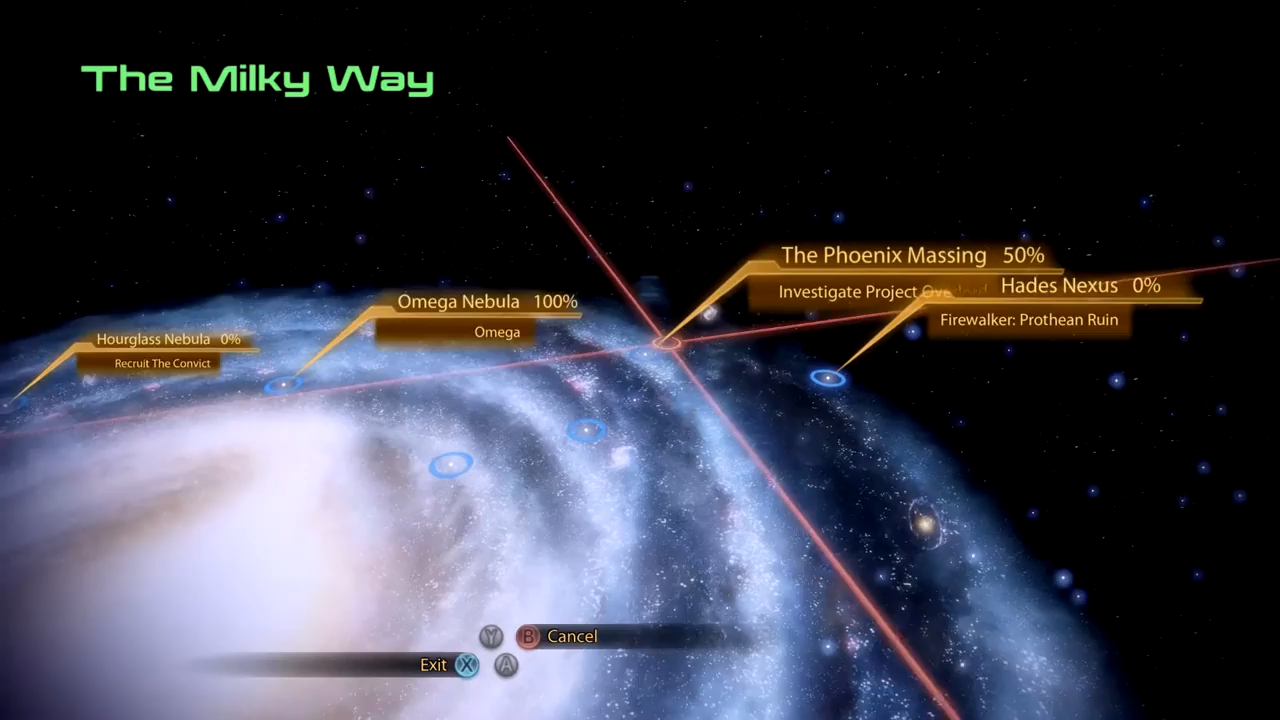 The Milky Way
The Phoenix Massing 50%
Investigate Project Overload
Hades Nexus 0%
Firewalker: Prothean Ruin
Omega Nebula 100%
Omega
Hourglass Nebula 0%
Recruit The Convict
Y B Cancel
Exit X A